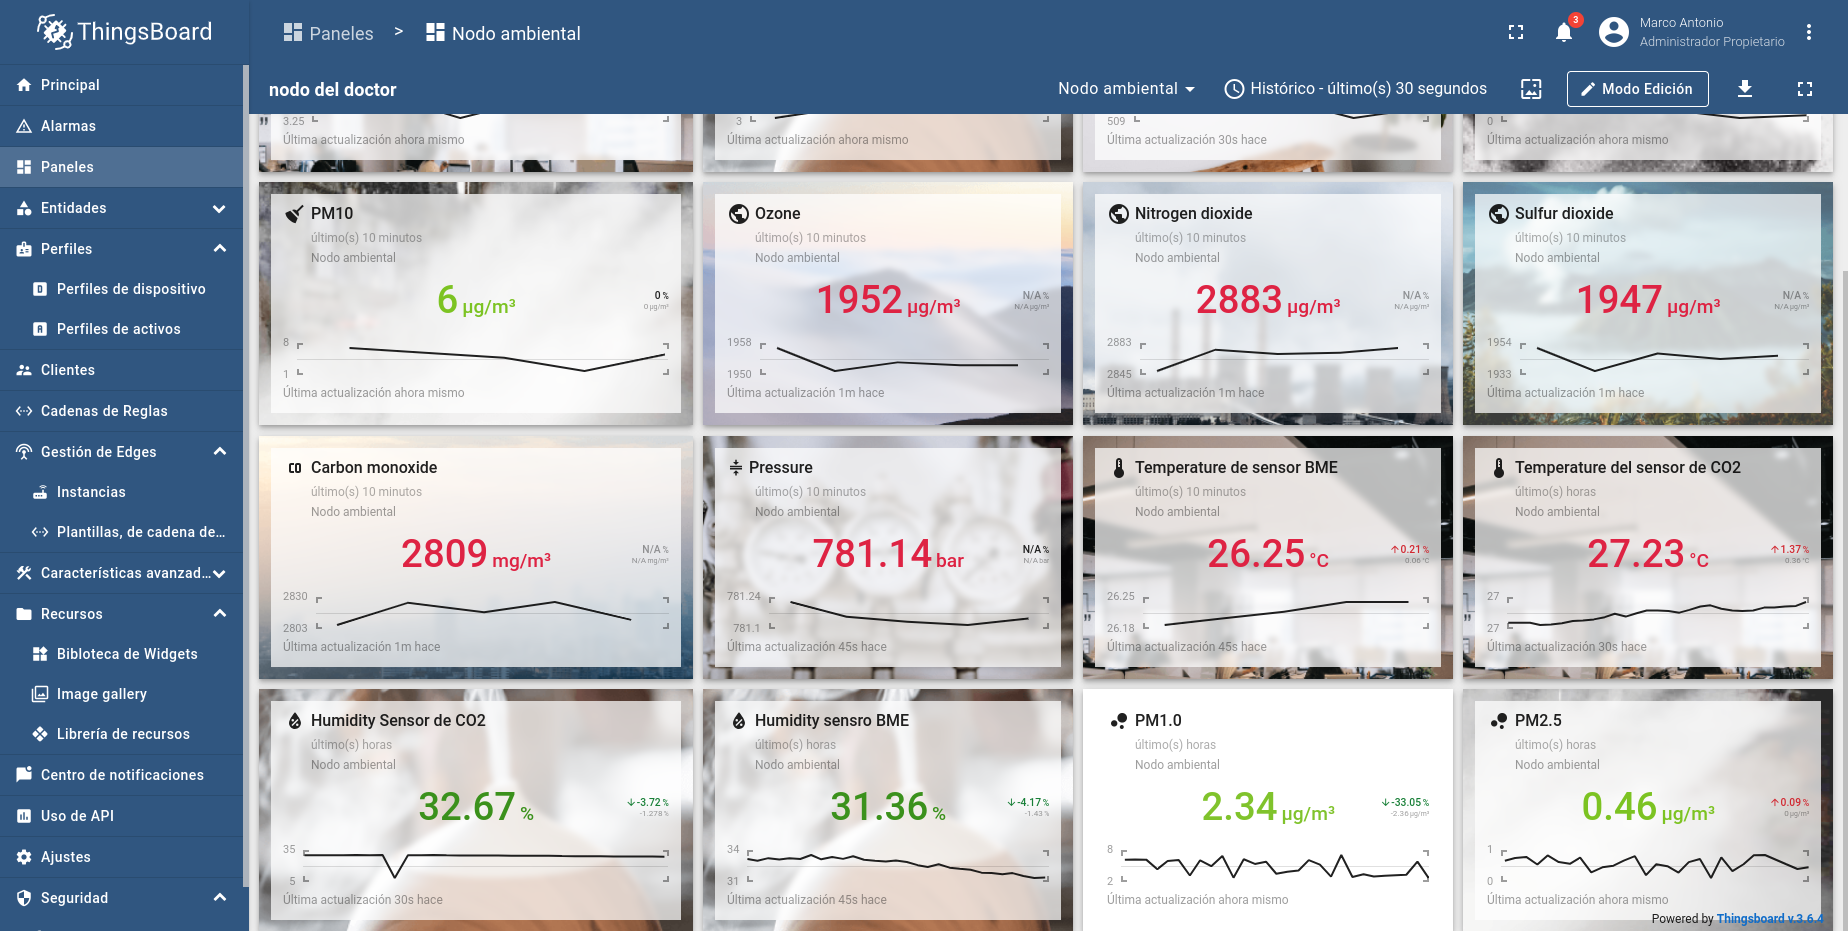 ThingsBoard
Paneles > Nodo ambiental
3
Marco Antonio
Administrador Propietario
nodo del doctor
Nodo ambiental
Histórico - último(s) 30 segundos
Modo Edición
Principal
Alarmas
Paneles
Entidades
Perfiles
Perfiles de dispositivo
Perfiles de activos
Clientes
Cadenas de Reglas
Gestión de Edges
Instancias
Plantillas, de cadena de...
Características avanzad...
Recursos
Bibloteca de Widgets
Image gallery
Librería de recursos
Centro de notificaciones
Uso de API
Ajustes
Seguridad
3.25
Última actualización ahora mismo
3
Última actualización ahora mismo
509
Última actualización 30s hace
0
Última actualización ahora mismo
PM10
último(s) 10 minutos
Nodo ambiental
6 µg/m³
0 %
0 µg/m³
8
1
Última actualización ahora mismo
Ozone
último(s) 10 minutos
Nodo ambiental
1952 µg/m³
N/A %
N/A µg/m³
1958
1950
Última actualización 1m hace
Nitrogen dioxide
último(s) 10 minutos
Nodo ambiental
2883 µg/m³
N/A %
N/A µg/m³
2883
2845
Última actualización 1m hace
Sulfur dioxide
último(s) 10 minutos
Nodo ambiental
1947 µg/m³
N/A %
N/A µg/m³
1954
1933
Última actualización 1m hace
Carbon monoxide
último(s) 10 minutos
Nodo ambiental
2809 mg/m³
N/A %
N/A mg/m³
2830
2803
Última actualización 1m hace
Pressure
último(s) 10 minutos
Nodo ambiental
781.14 bar
N/A %
N/A bar
781.24
781.1
Última actualización 45s hace
Temperature de sensor BME
último(s) 10 minutos
Nodo ambiental
26.25 °C
↑ 0.21 %
0.06 °C
26.25
26.18
Última actualización 45s hace
Temperature del sensor de CO2
último(s) horas
Nodo ambiental
27.23 °C
↑ 1.37 %
0.36 °C
27
27
Última actualización 30s hace
Humidity Sensor de CO2
último(s) horas
Nodo ambiental
32.67 %
↓ -3.72 %
-1.278 %
35
5
Última actualización 30s hace
Humidity sensro BME
último(s) horas
Nodo ambiental
31.36 %
↓ -4.17 %
-1.43 %
34
31
Última actualización 45s hace
PM1.0
último(s) horas
Nodo ambiental
2.34 µg/m³
↓ -33.05 %
-2.36 µg/m³
8
2
Última actualización ahora mismo
PM2.5
último(s) horas
Nodo ambiental
0.46 µg/m³
↑ 0.09 %
0 µg/m³
1
0
Última actualización ahora mismo
Powered by Thingsboard v.3.6.4